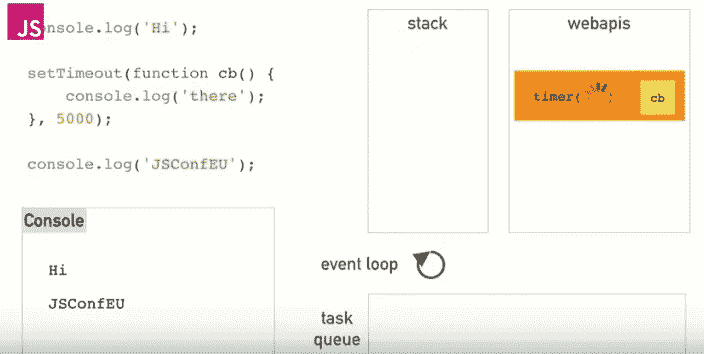 JS
console.log('Hi');
setTimeout(function cb() {
console.log('there');
}, 5000);
console.log('JSConfEU');
Console
Hi
JSConfEU
stack
webapis
timer(
cb
event loop
task
queue